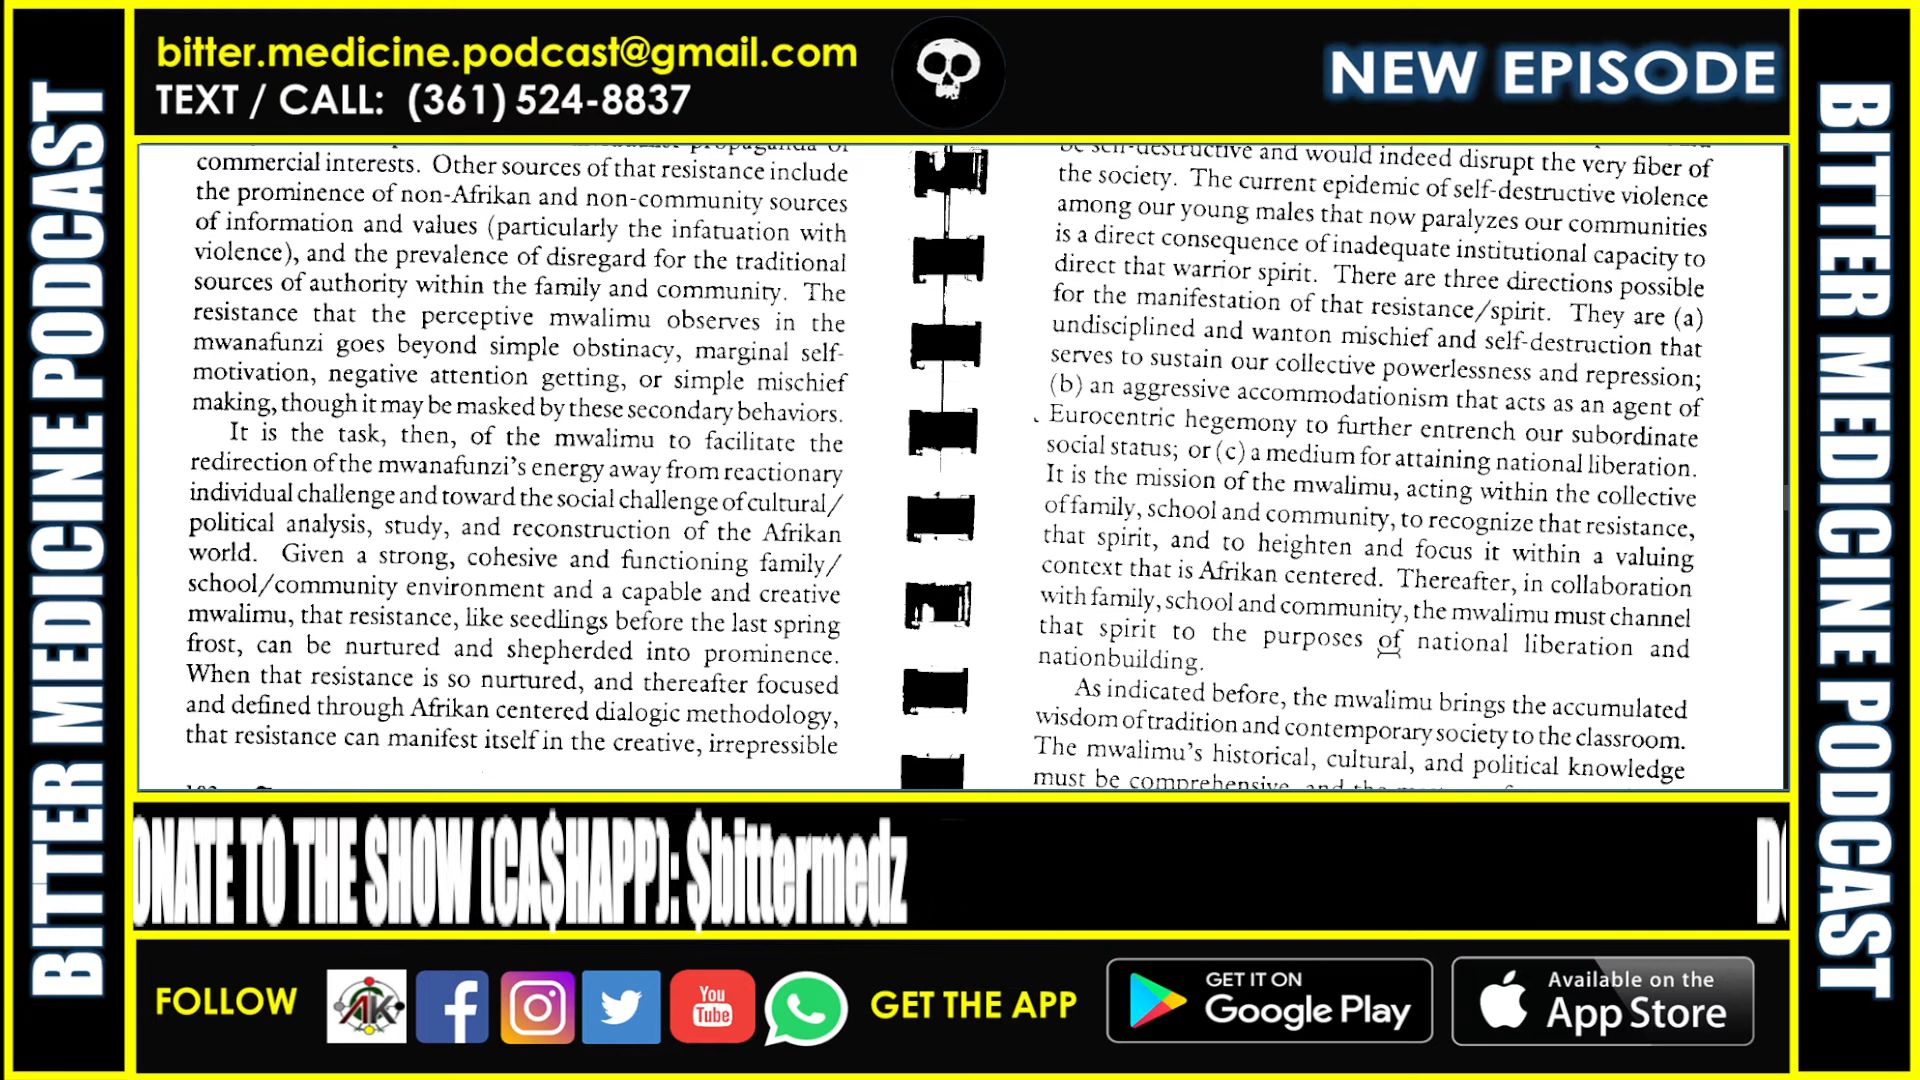 bitter.medicine.podcast@gmail.com
TEXT / CALL: (361) 524-8837
NEW EPISODE
BITTER MEDICINE PODCAST
propaganda of
commercial interests. Other sources of that resistance include
the prominence of non-Afrikan and non-community sources
of information and values (particularly the infatuation with
violence), and the prevalence of disregard for the traditional
sources of authority within the family and community. The
resistance that the perceptive mwalimu observes in the
mwanafunzi goes beyond simple obstinacy, marginal self-
motivation, negative attention getting, or simple mischief
making, though it may be masked by these secondary behaviors.
It is the task, then, of the mwalimu to facilitate the
redirection of the mwanafunzi's energy away from reactionary
individual challenge and toward the social challenge of cultural/
political analysis, study, and reconstruction of the Afrikan
world. Given a strong, cohesive and functioning family/
school/community environment and a capable and creative
mwalimu, that resistance, like seedlings before the last spring
frost, can be nurtured and shepherded into prominence.
When that resistance is so nurtured, and thereafter focused
and defined through Afrikan centered dialogic methodology,
that resistance can manifest itself in the creative, irrepressible
be self-destructive and would indeed disrupt the very fiber of
the society. The current epidemic of self-destructive violence
among our young males that now paralyzes our communities
is a direct consequence of inadequate institutional capacity to
direct that warrior spirit. There are three directions possible
for the manifestation of that resistance/spirit. They are (a)
undisciplined and wanton mischief and self-destruction that
serves to sustain our collective powerlessness and repression;
(b) an aggressive accommodationism that acts as an agent of
Eurocentric hegemony to further entrench our subordinate
social status; or (c) a medium for attaining national liberation.
It is the mission of the mwalimu, acting within the collective
of family, school and community, to recognize that resistance,
that spirit, and to heighten and focus it within a valuing
context that is Afrikan centered. Thereafter, in collaboration
with family, school and community, the mwalimu must channel
that spirit to the purposes of national liberation and
nationbuilding.
As indicated before, the mwalimu brings the accumulated
wisdom of tradition and contemporary society to the classroom.
The mwalimu's historical, cultural, and political knowledge
must be comprehensive, and the
BITTER MEDICINE PODCAST
ONATE TO THE SHOW (CA$HAPP): $bittermedz
D
FOLLOW
AK
You
Tube
GET THE APP
GET IT ON
Google Play
Available on the
App Store